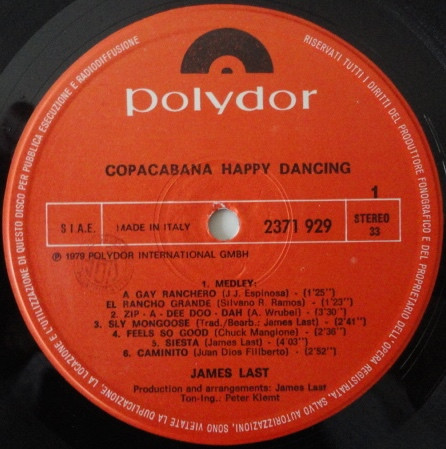 polydor
COPACABANA HAPPY DANCING
1
S I A E.
MADE IN ITALY
2371 929
STEREO
33
℗ 1979 POLYDOR INTERNATIONAL GMBH
1. MEDLEY:
A GAY RANCHERO (J J. Espinosa) - (1'25")
EL RANCHO GRANDE (Silvano R. Ramos) - (1'23")
2. ZIP - A - DEE DOO - DAH (A. Wrubel) - (3'30")
3. SLY MONGOOSE (Trad./Bearb.: James Last) - (2'41")
4. FEELS SO GOOD (Chuck Mangione) - (2'36")
5. SIESTA (James Last) - (4'03")
6. CAMINITO (Juan Dios Filiberto) - (2'52")
JAMES LAST
Production and arrangements: James Last
Ton-Ing.: Peter Klemt
RISERVATI TUTTI I DIRITTI DEL PRODUTTORE FONOGRAFICO E DEL PROPRIETARIO DELL'OPERA REGISTRATA. SALVO AUTORIZZAZIONI, SONO VIETATE LA DUPLICAZIONE, LA LOCAZIONE E L'UTILIZZAZIONE DI QUESTO DISCO PER PUBBLICA ESECUZIONE E RADIODIFFUSIONE